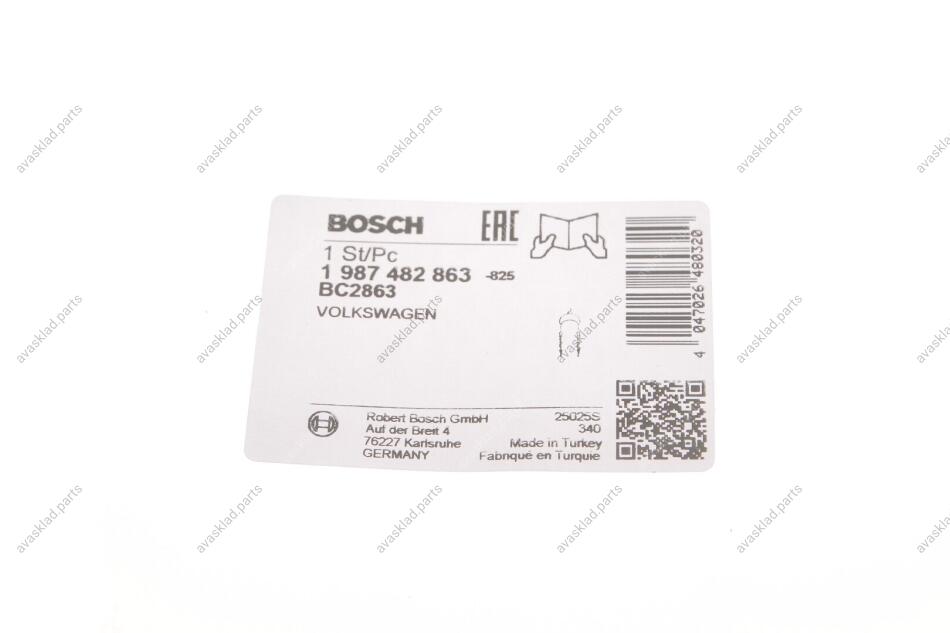 BOSCH
EAC
1 St/Pc
1 987 482 863 -825
BC2863
VOLKSWAGEN
4 047026 480320
Robert Bosch GmbH
Auf der Breit 4
76227 Karlsruhe
GERMANY
25025S
340
Made in Turkey
Fabriqué en Turquie
avasklad.parts